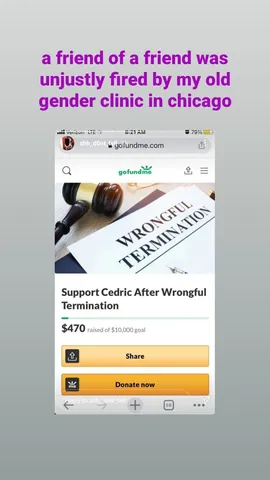 a friend of a friend was
unjustly fired by my old
gender clinic in chicago
Verizon LTE 8:21 AM 79%
gofundme.com
gofundme
WRONGFUL
TERMINATION
Support Cedric After Wrongful
Termination
$470 raised of $10,000 goal
Share
Donate now